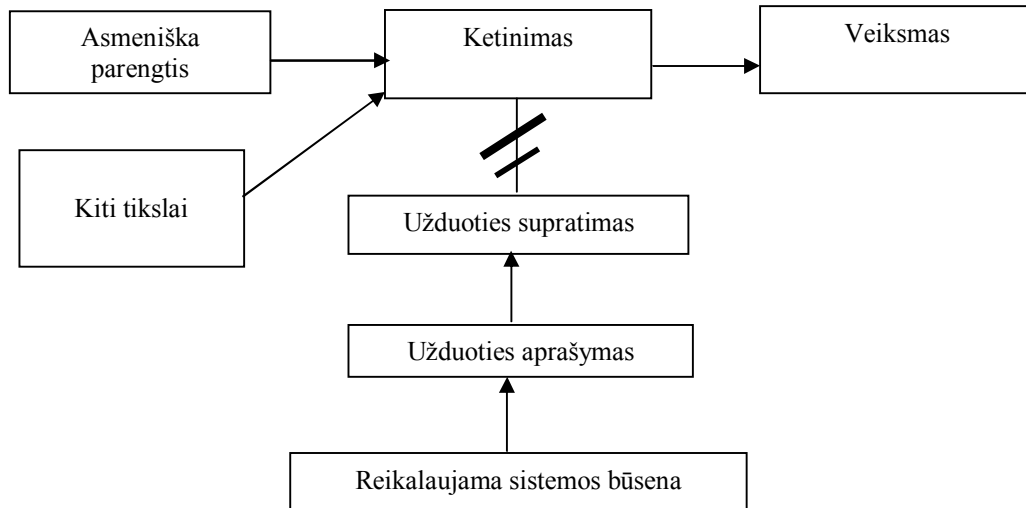 Asmeniška
parengtis
Ketinimas
Veiksmas
Kiti tikslai
Užduoties supratimas
Užduoties aprašymas
Reikalaujama sistemos būsena